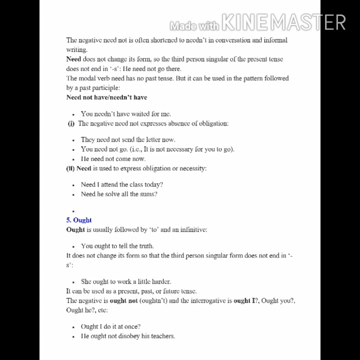 Made with KINEMASTER
The negative need not is often shortened to needn't in conversation and informal
writing.
Need does not change its form, so the third person singular of the present tense
does not end in '-s': He need not go there.
The modal verb need has no past tense. But it can be used in the pattern followed
by a past participle:
Need not have/needn't have
• You needn't have waited for me.
(i) The negative need not expresses absence of obligation:
• They need not send the letter now.
• You need not go. (i.e., It is not necessary for you to go).
• He need not come now.
(ii) Need is used to express obligation or necessity:
• Need I attend the class today?
• Need he solve all the sums?
•
5. Ought
Ought is usually followed by 'to' and an infinitive:
• You ought to tell the truth.
It does not change its form so that the third person singular form does not end in '-
s':
• She ought to work a little harder.
It can be used as a present, past, or future tense.
The negative is ought not (oughtn't) and the interrogative is ought I?, Ought you?,
Ought he?, etc:
• Ought I do it at once?
• He ought not disobey his teachers.